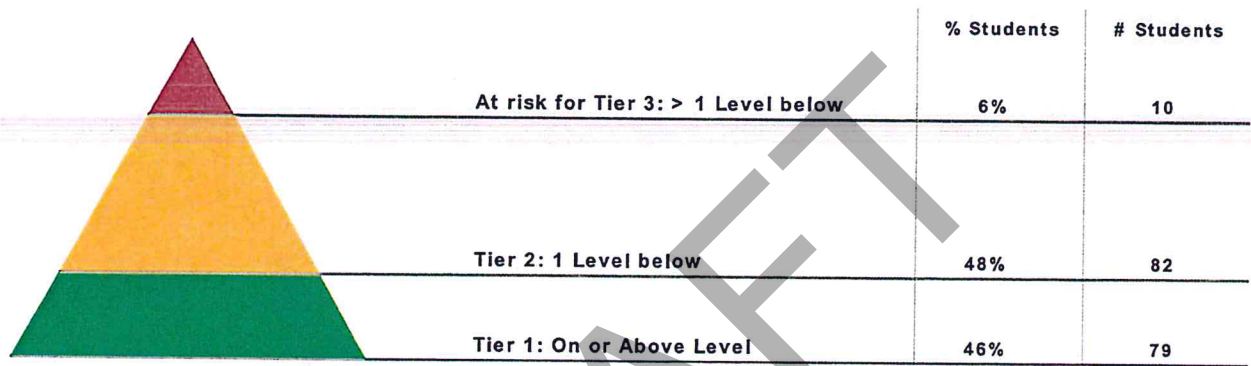 % Students # Students
At risk for Tier 3: > 1 Level below 6% 10
Tier 2: 1 Level below 48% 82
Tier 1: On or Above Level 46% 79